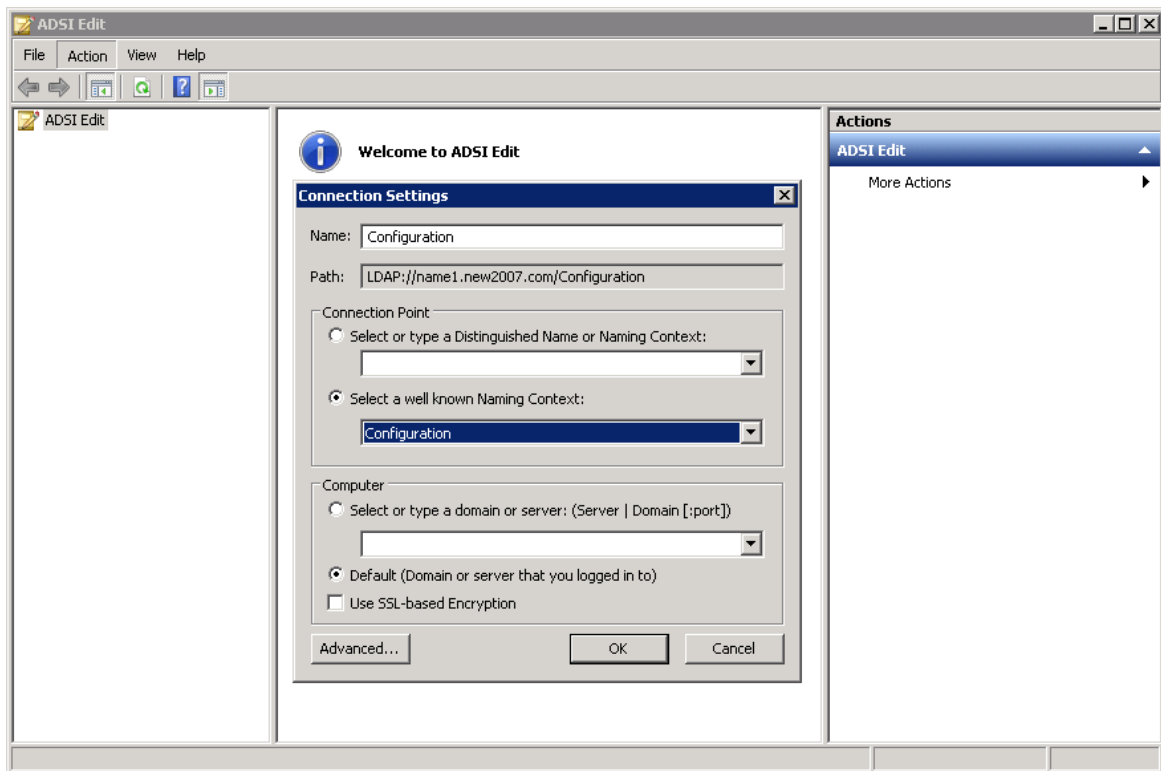 ADSI Edit
File Action View Help
ADSI Edit
Welcome to ADSI Edit
Connection Settings
Name: Configuration
Path: LDAP://name1.new2007.com/Configuration
Connection Point
Select or type a Distinguished Name or Naming Context:
Select a well known Naming Context:
Configuration
Computer
Select or type a domain or server: (Server | Domain [:port])
Default (Domain or server that you logged in to)
Use SSL-based Encryption
Advanced... OK Cancel
Actions
ADSI Edit
More Actions